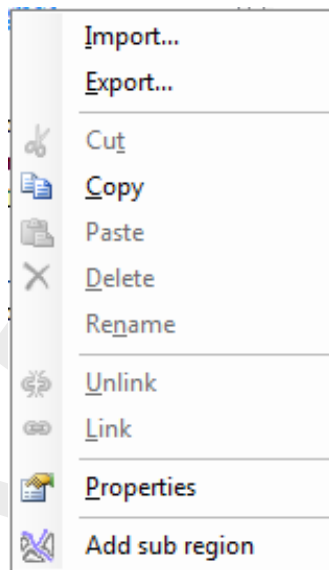 Import...
Export...
Cut
Copy
Paste
Delete
Rename
Unlink
Link
Properties
Add sub region